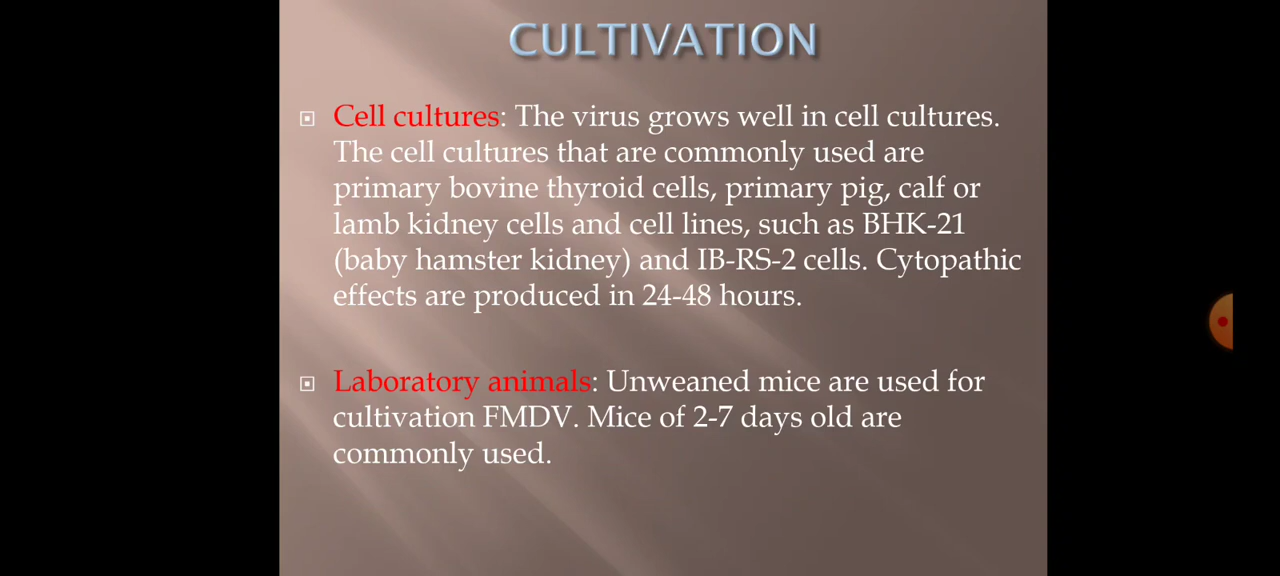 CULTIVATION
Cell cultures: The virus grows well in cell cultures.
The cell cultures that are commonly used are
primary bovine thyroid cells, primary pig, calf or
lamb kidney cells and cell lines, such as BHK-21
(baby hamster kidney) and IB-RS-2 cells. Cytopathic
effects are produced in 24-48 hours.
Laboratory animals: Unweaned mice are used for
cultivation FMDV. Mice of 2-7 days old are
commonly used.